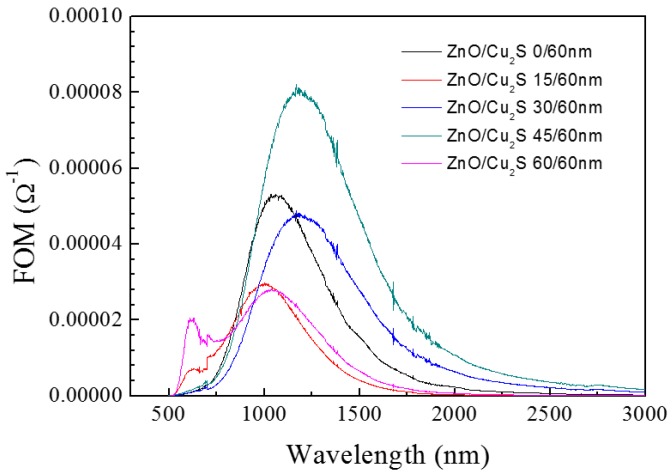 0.00010
0.00008
0.00006
0.00004
0.00002
0.00000
FOM (Ω⁻¹)
ZnO/Cu₂S 0/60nm
ZnO/Cu₂S 15/60nm
ZnO/Cu₂S 30/60nm
ZnO/Cu₂S 45/60nm
ZnO/Cu₂S 60/60nm
500 1000 1500 2000 2500 3000
Wavelength (nm)